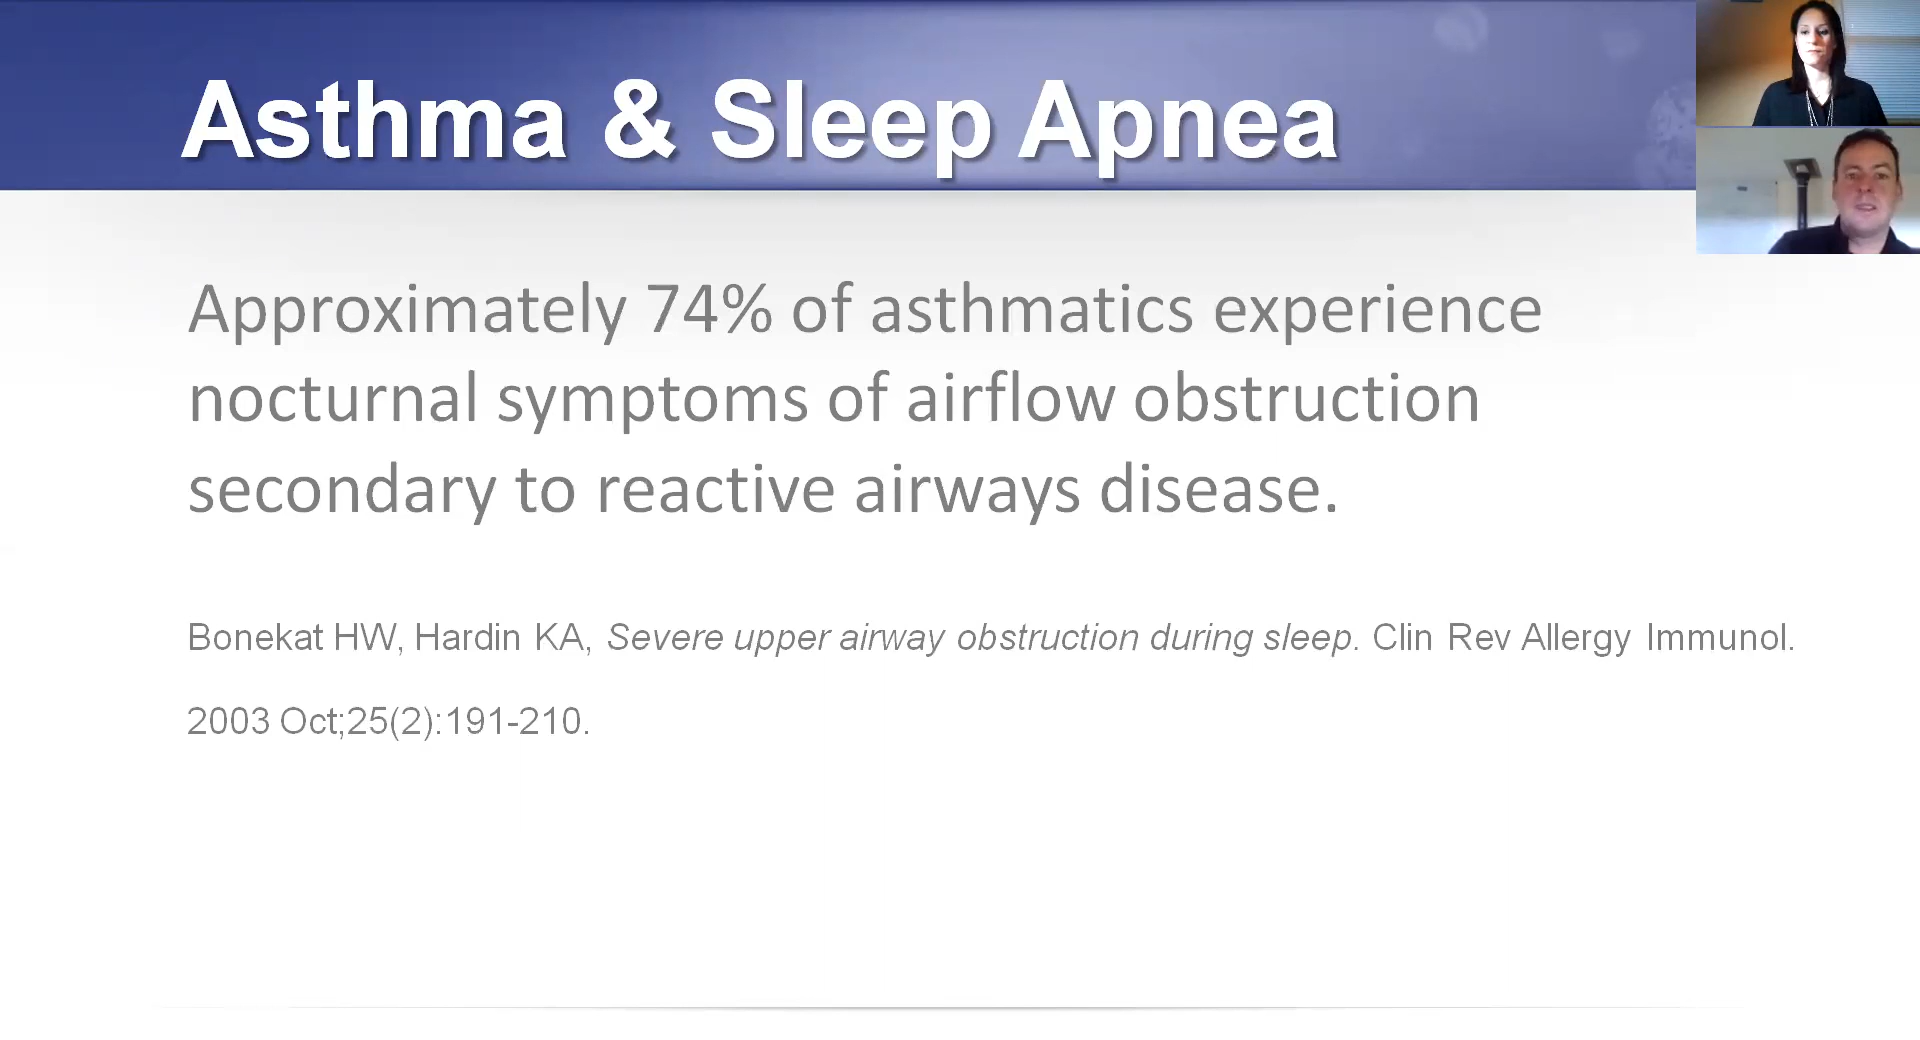 Asthma & Sleep Apnea
Approximately 74% of asthmatics experience
nocturnal symptoms of airflow obstruction
secondary to reactive airways disease.
Bonekat HW, Hardin KA, Severe upper airway obstruction during sleep. Clin Rev Allergy Immunol.
2003 Oct;25(2):191-210.